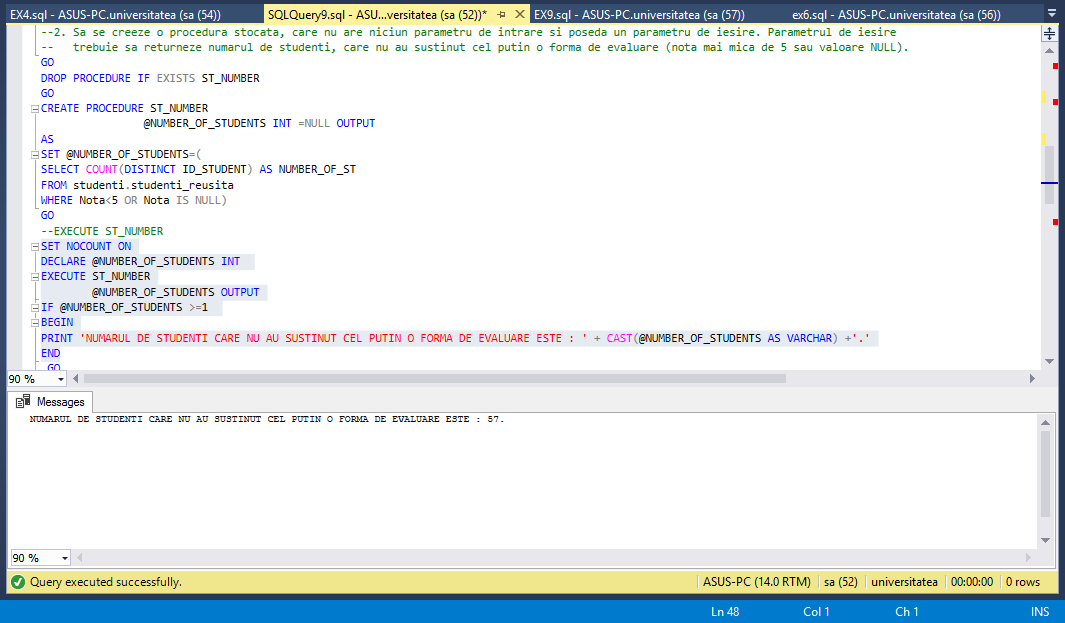 EX4.sql - ASUS-PC.universitatea (sa (54))
SQLQuery9.sql - ASU...versitatea (sa (52))*
EX9.sql - ASUS-PC.universitatea (sa (57))
ex6.sql - ASUS-PC.universitatea (sa (56))
--2. Sa se creeze o procedura stocata, care nu are niciun parametru de intrare si poseda un parametru de iesire. Parametrul de iesire
--   trebuie sa returneze numarul de studenti, care nu au sustinut cel putin o forma de evaluare (nota mai mica de 5 sau valoare NULL).
GO
DROP PROCEDURE IF EXISTS ST_NUMBER
GO
CREATE PROCEDURE ST_NUMBER
@NUMBER_OF_STUDENTS INT =NULL OUTPUT
AS
SET @NUMBER_OF_STUDENTS=(
SELECT COUNT(DISTINCT ID_STUDENT) AS NUMBER_OF_ST
FROM studenti.studenti_reusita
WHERE Nota<5 OR Nota IS NULL)
GO
--EXECUTE ST_NUMBER
SET NOCOUNT ON
DECLARE @NUMBER_OF_STUDENTS INT
EXECUTE ST_NUMBER
@NUMBER_OF_STUDENTS OUTPUT
IF @NUMBER_OF_STUDENTS >=1
BEGIN
PRINT 'NUMARUL DE STUDENTI CARE NU AU SUSTINUT CEL PUTIN O FORMA DE EVALUARE ESTE : ' + CAST(@NUMBER_OF_STUDENTS AS VARCHAR) +'.'
END
GO
90 %
Messages
NUMARUL DE STUDENTI CARE NU AU SUSTINUT CEL PUTIN O FORMA DE EVALUARE ESTE : 57.
90 %
Query executed successfully.
ASUS-PC (14.0 RTM)
sa (52)
universitatea
00:00:00
0 rows
Ln 48
Col 1
Ch 1
INS